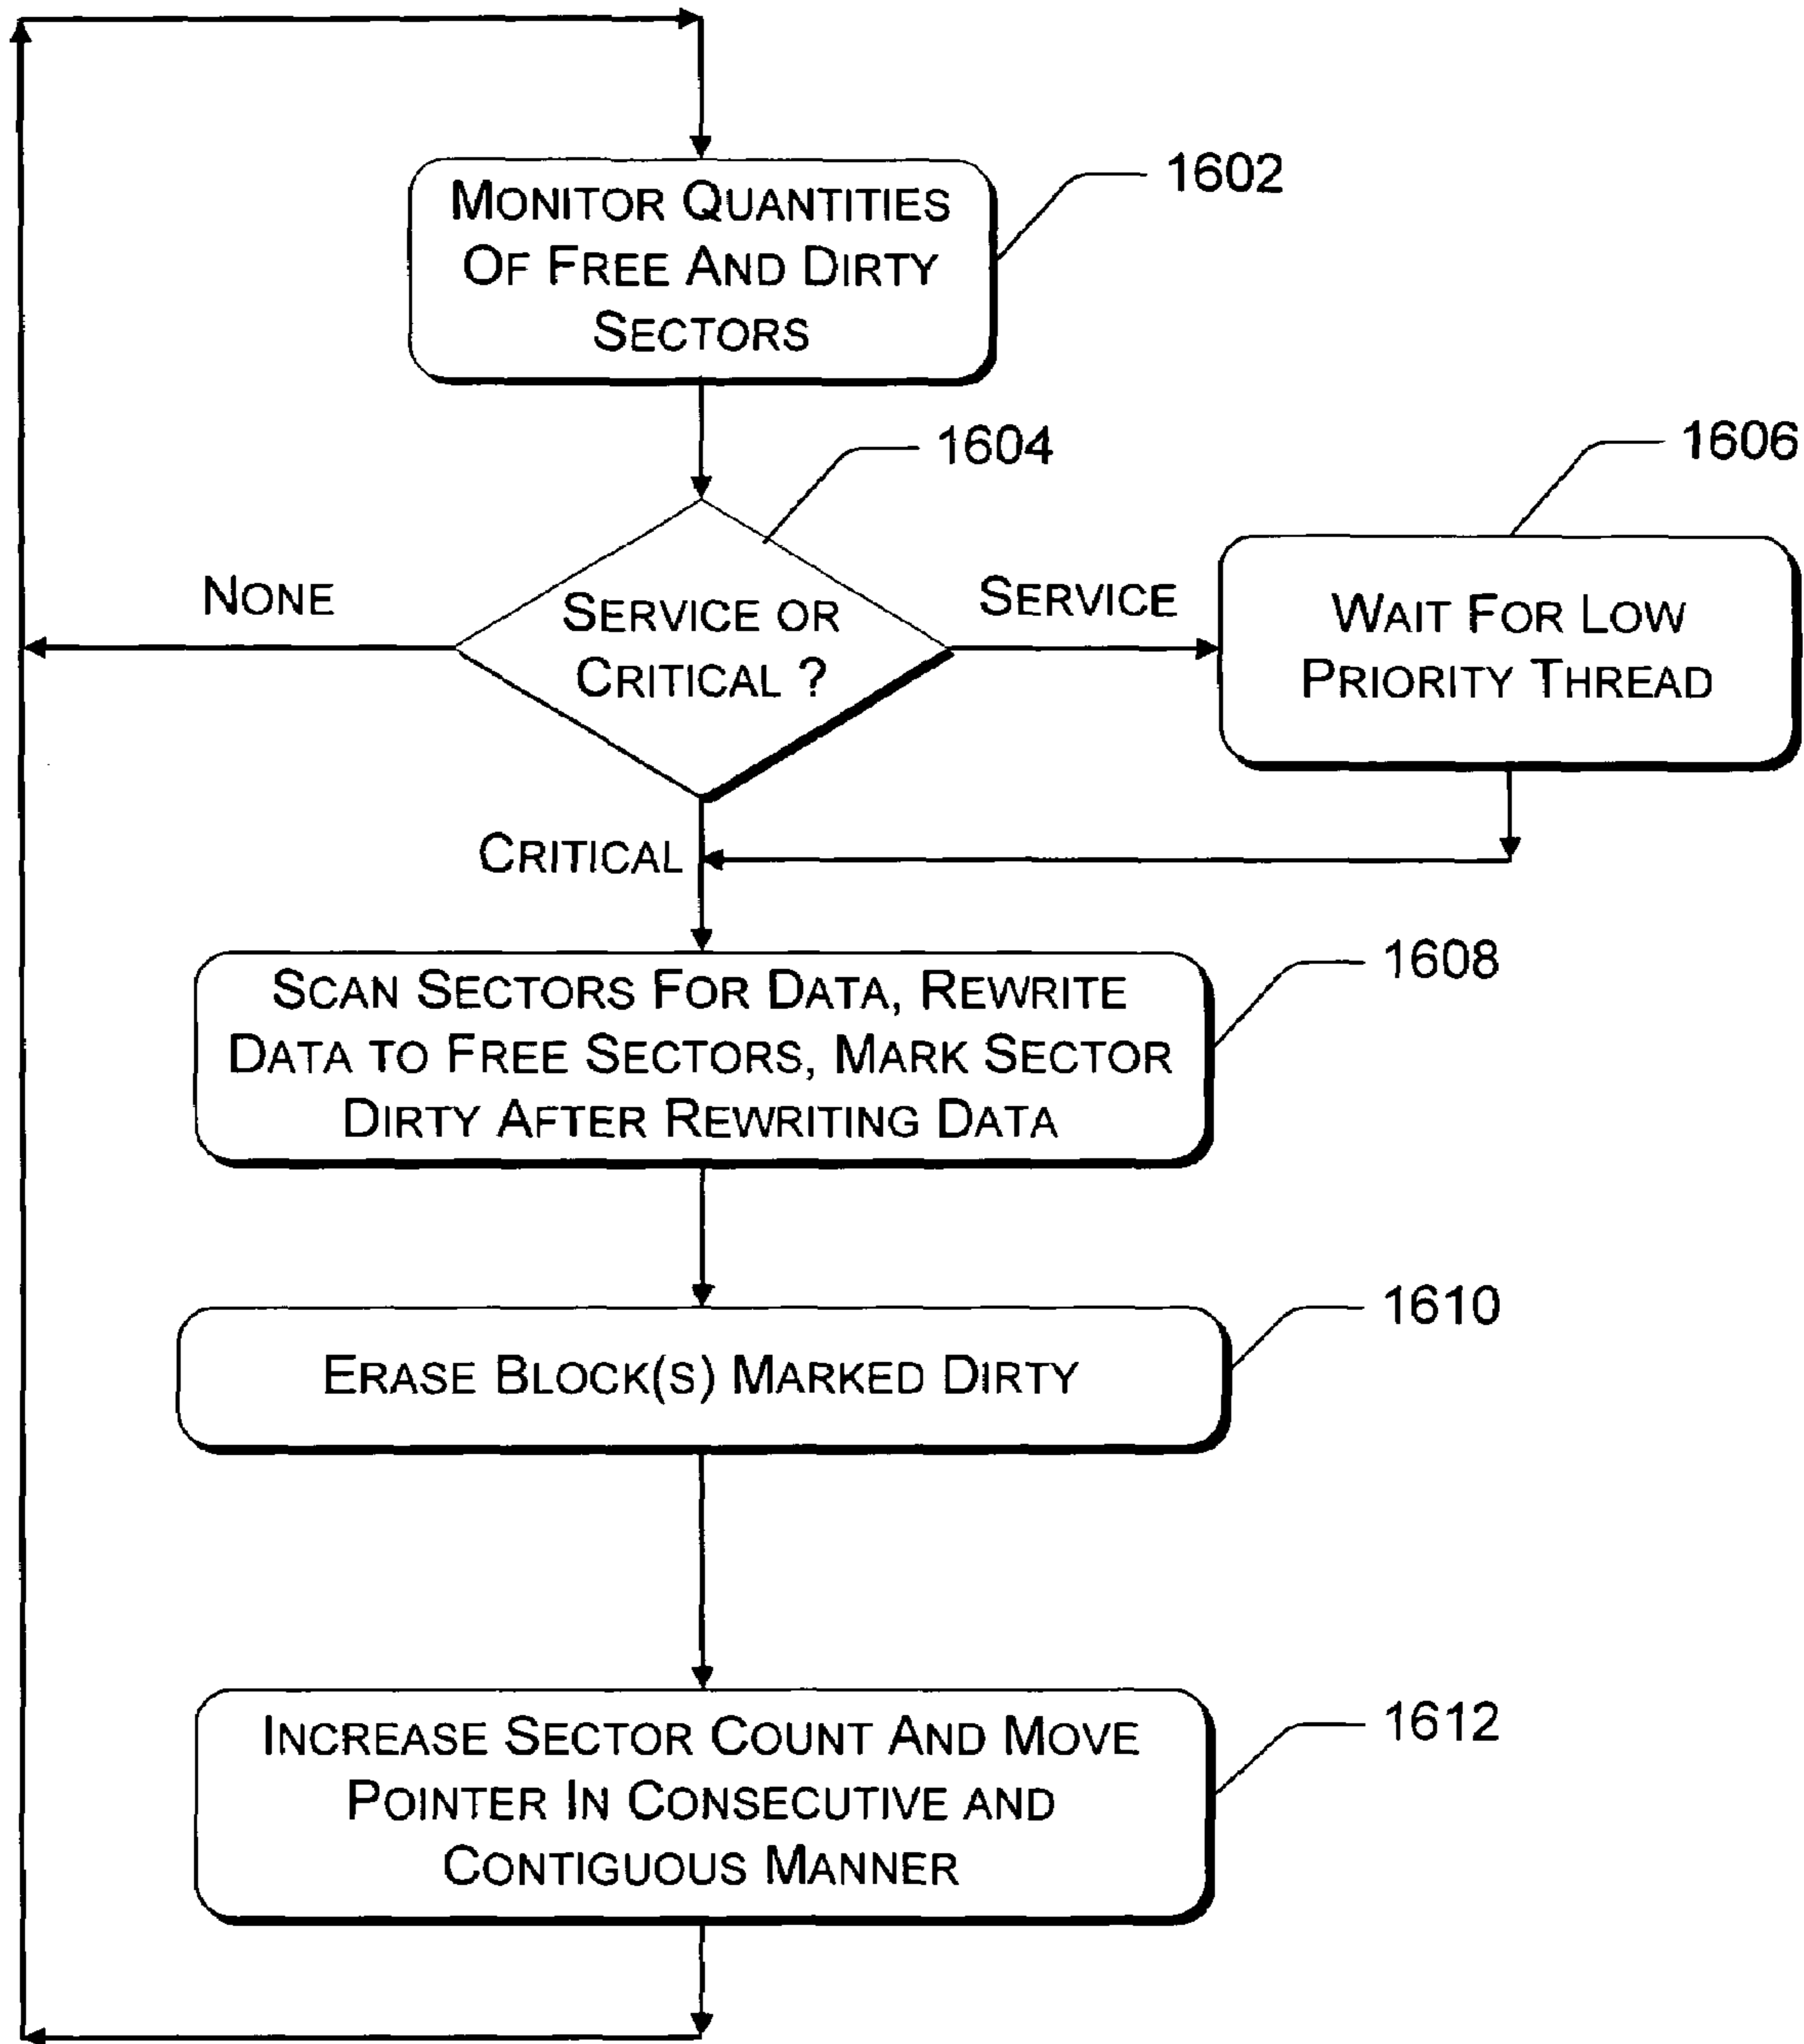 MONITOR QUANTITIES
OF FREE AND DIRTY
SECTORS
1602
1604
1606
NONE
SERVICE OR
CRITICAL ?
SERVICE
WAIT FOR LOW
PRIORITY THREAD
CRITICAL
SCAN SECTORS FOR DATA, REWRITE
DATA TO FREE SECTORS, MARK SECTOR
DIRTY AFTER REWRITING DATA
1608
ERASE BLOCK(S) MARKED DIRTY
1610
INCREASE SECTOR COUNT AND MOVE
POINTER IN CONSECUTIVE AND
CONTIGUOUS MANNER
1612